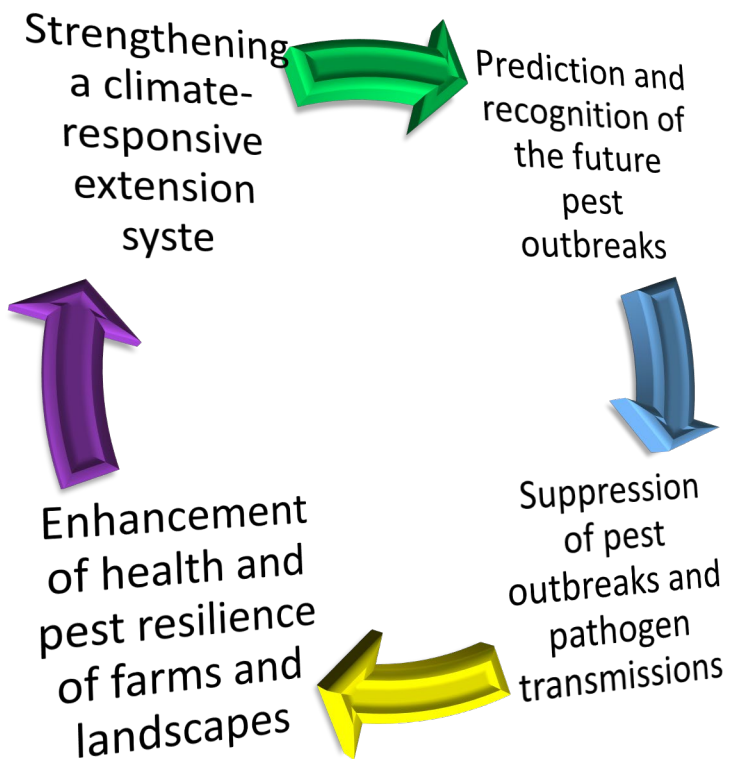 Strengthening
a climate-
responsive
extension
syste
Prediction and
recognition of
the future
pest
outbreaks
Suppression
of pest
outbreaks and
pathogen
transmissions
Enhancement
of health and
pest resilience
of farms and
landscapes